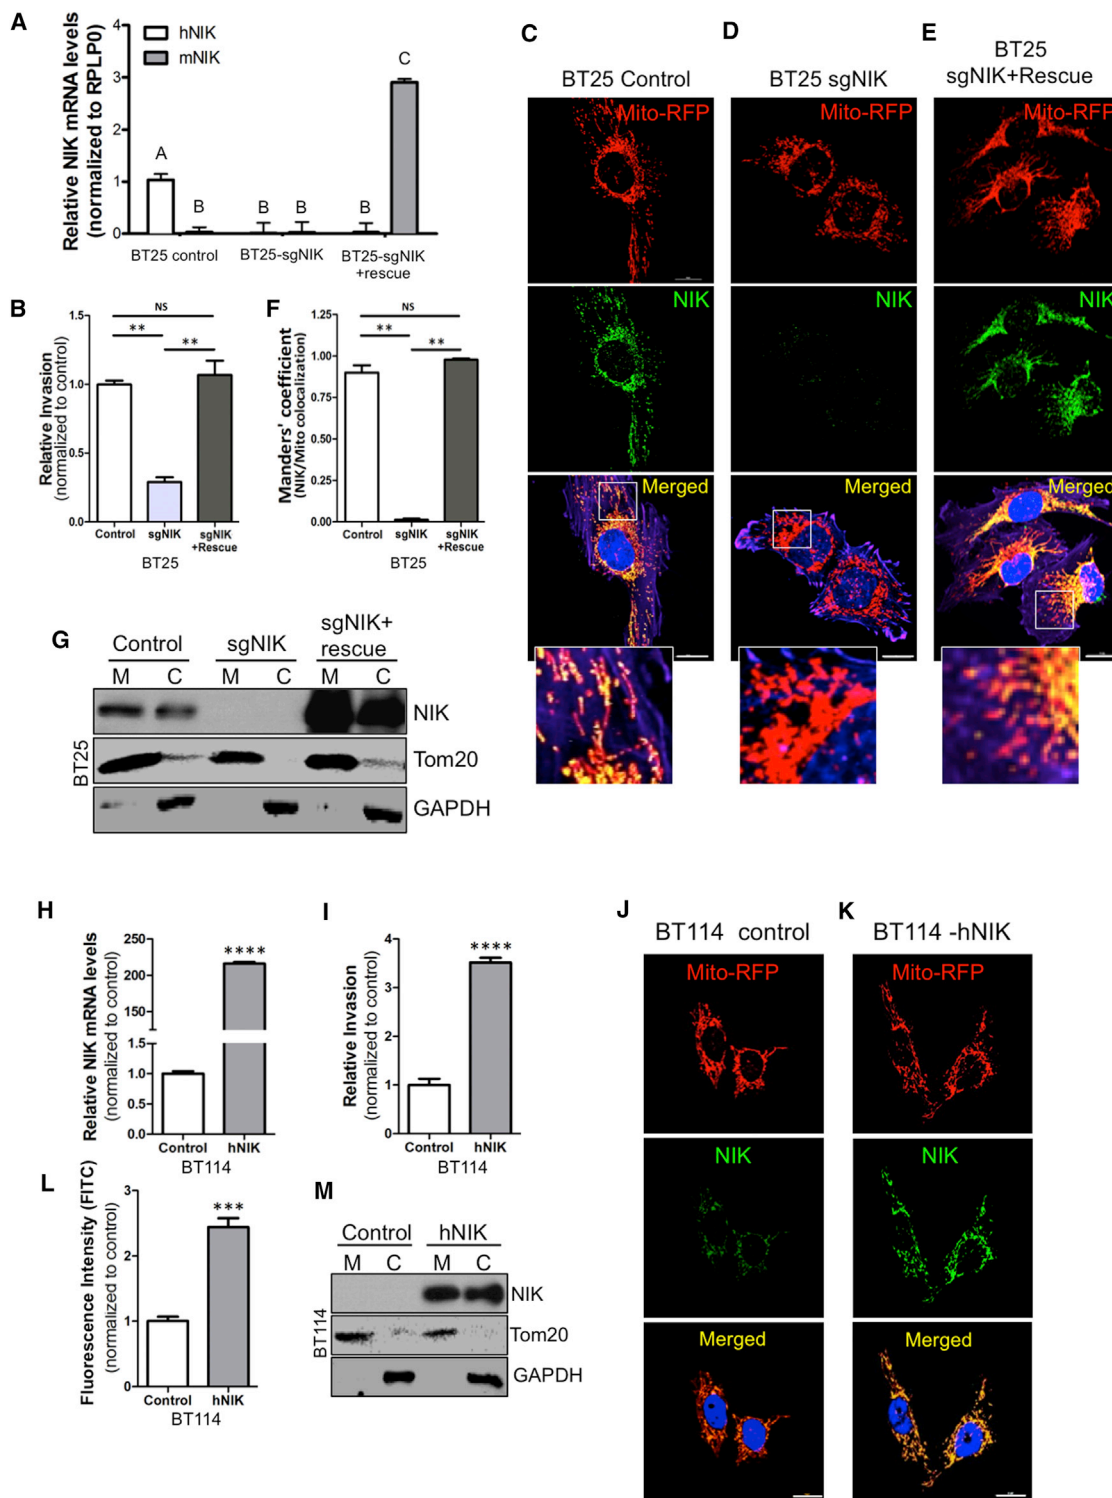 A
Relative NIK mRNA levels
(normalized to RPLP0)
4
3
2
1
0
hNIK
mNIK
A
B
B
B
B
C
BT25 control
BT25-sgNIK
BT25-sgNIK
+rescue
B
Relative Invasion
(normalized to control)
1.5
1.0
0.5
0.0
NS
**
**
Control
sgNIK
sgNIK
+Rescue
BT25
F
Manders' coefficient
(NIK/Mito colocalization)
1.25
1.00
0.75
0.50
0.25
0.00
NS
**
**
Control
sgNIK
sgNIK
+Rescue
BT25
C
BT25 Control
Mito-RFP
NIK
Merged
D
BT25 sgNIK
Mito-RFP
NIK
Merged
E
BT25
sgNIK+Rescue
Mito-RFP
NIK
Merged
G
Control
sgNIK
sgNIK+
rescue
M C M C M C
BT25
NIK
Tom20
GAPDH
H
Relative NIK mRNA levels
(normalized to control)
250
200
150
100
1.5
1.0
0.5
0.0
****
Control
hNIK
BT114
I
Relative Invasion
(normalized to control)
4
3
2
1
0
****
Control
hNIK
BT114
J
BT114 control
Mito-RFP
NIK
Merged
K
BT114 -hNIK
Mito-RFP
NIK
Merged
L
Fluorescence Intensity (FITC)
(normalized to control)
3
2
1
0
***
Control
hNIK
BT114
M
Control
hNIK
M C M C
BT114
NIK
Tom20
GAPDH